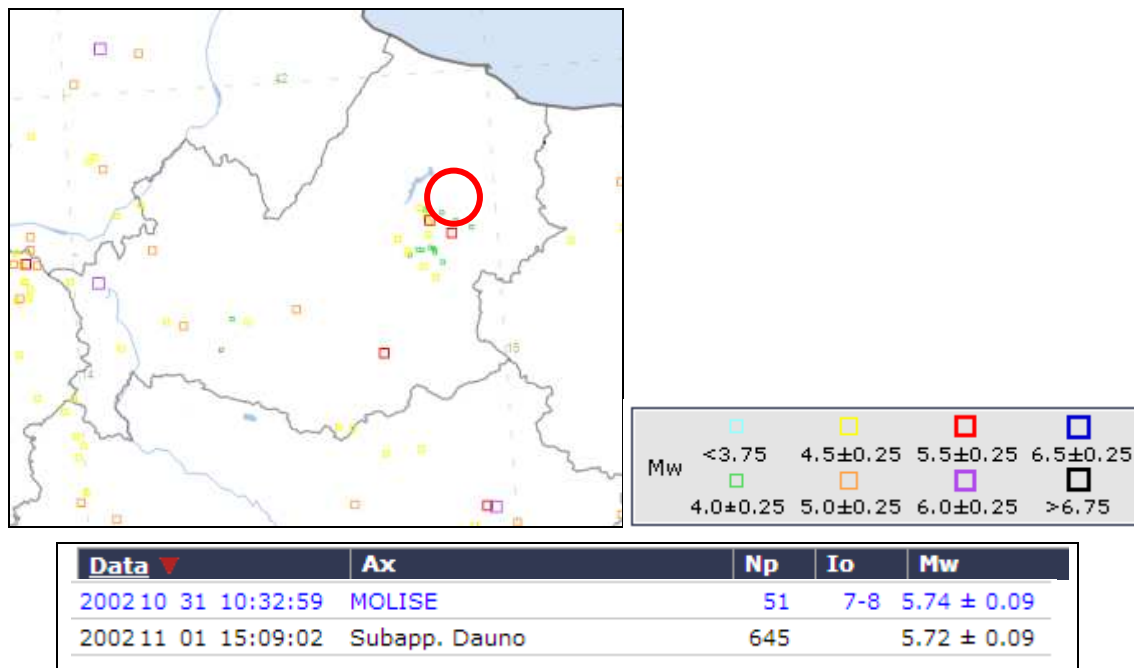 42
15
14
Mw
<3.75 4.5±0.25 5.5±0.25 6.5±0.25
4.0±0.25 5.0±0.25 6.0±0.25 >6.75
Data Ax Np Io Mw
2002 10 31 10:32:59 MOLISE 51 7-8 5.74 ± 0.09
2002 11 01 15:09:02 Subapp. Dauno 645 5.72 ± 0.09